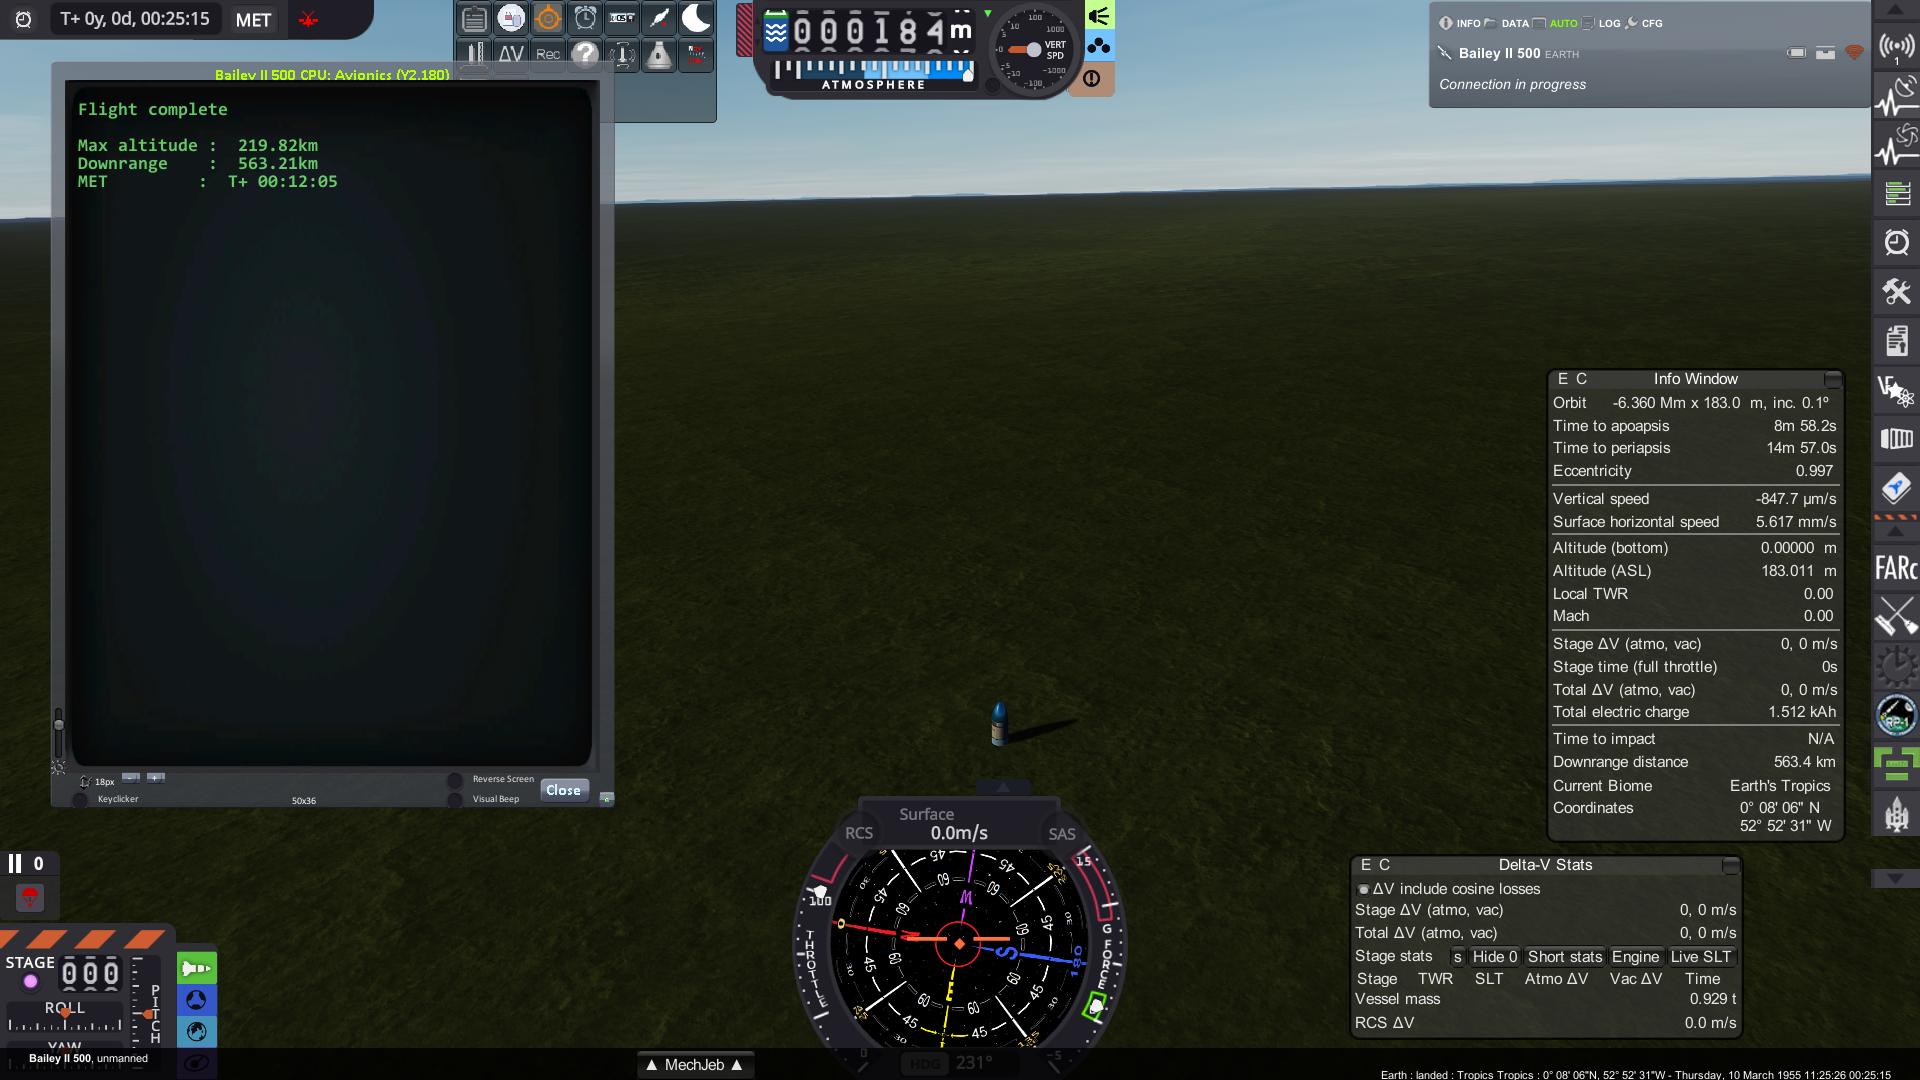 T+ 0y, 0d, 00:25:15 MET
ΔV Rec ?
000184 m
ATMOSPHERE
VERT SPD
INFO DATA AUTO LOG CFG
Bailey II 500 EARTH
Connection in progress
1
Bailey II 500 CPU: Avionics (Y2.180)
Flight complete
Max altitude : 219.82km
Downrange : 563.21km
MET : T+ 00:12:05
18px
Reverse Screen
Keyclicker
50x36
Visual Beep
Close
E C Info Window
Orbit -6.360 Mm x 183.0 m, inc. 0.1º
Time to apoapsis 8m 58.2s
Time to periapsis 14m 57.0s
Eccentricity 0.997
Vertical speed -847.7 μm/s
Surface horizontal speed 5.617 mm/s
Altitude (bottom) 0.00000 m
Altitude (ASL) 183.011 m
Local TWR 0.00
Mach 0.00
Stage ΔV (atmo, vac) 0, 0 m/s
Stage time (full throttle) 0s
Total ΔV (atmo, vac) 0, 0 m/s
Total electric charge 1.512 kAh
Time to impact N/A
Downrange distance 563.4 km
Current Biome Earth's Tropics
Coordinates 0° 08' 06" N
52° 52' 31" W
FARc
E C Delta-V Stats
ΔV include cosine losses
Stage ΔV (atmo, vac) 0, 0 m/s
Total ΔV (atmo, vac) 0, 0 m/s
Stage stats s Hide 0 Short stats Engine Live SLT
Stage TWR SLT Atmo ΔV Vac ΔV Time
Vessel mass 0.929 t
RCS ΔV 0.0 m/s
Surface
RCS 0.0m/s SAS
THROTTLE
G FORCE
100
15
HDG 231°
0
STAGE 000
ROLL
PITCH
YAW
Bailey II 500, unmanned
▲ MechJeb ▲
Earth : landed : Tropics Tropics : 0° 08' 06"N, 52° 52' 31"W - Thursday, 10 March 1955 11:25:26 00:25:15